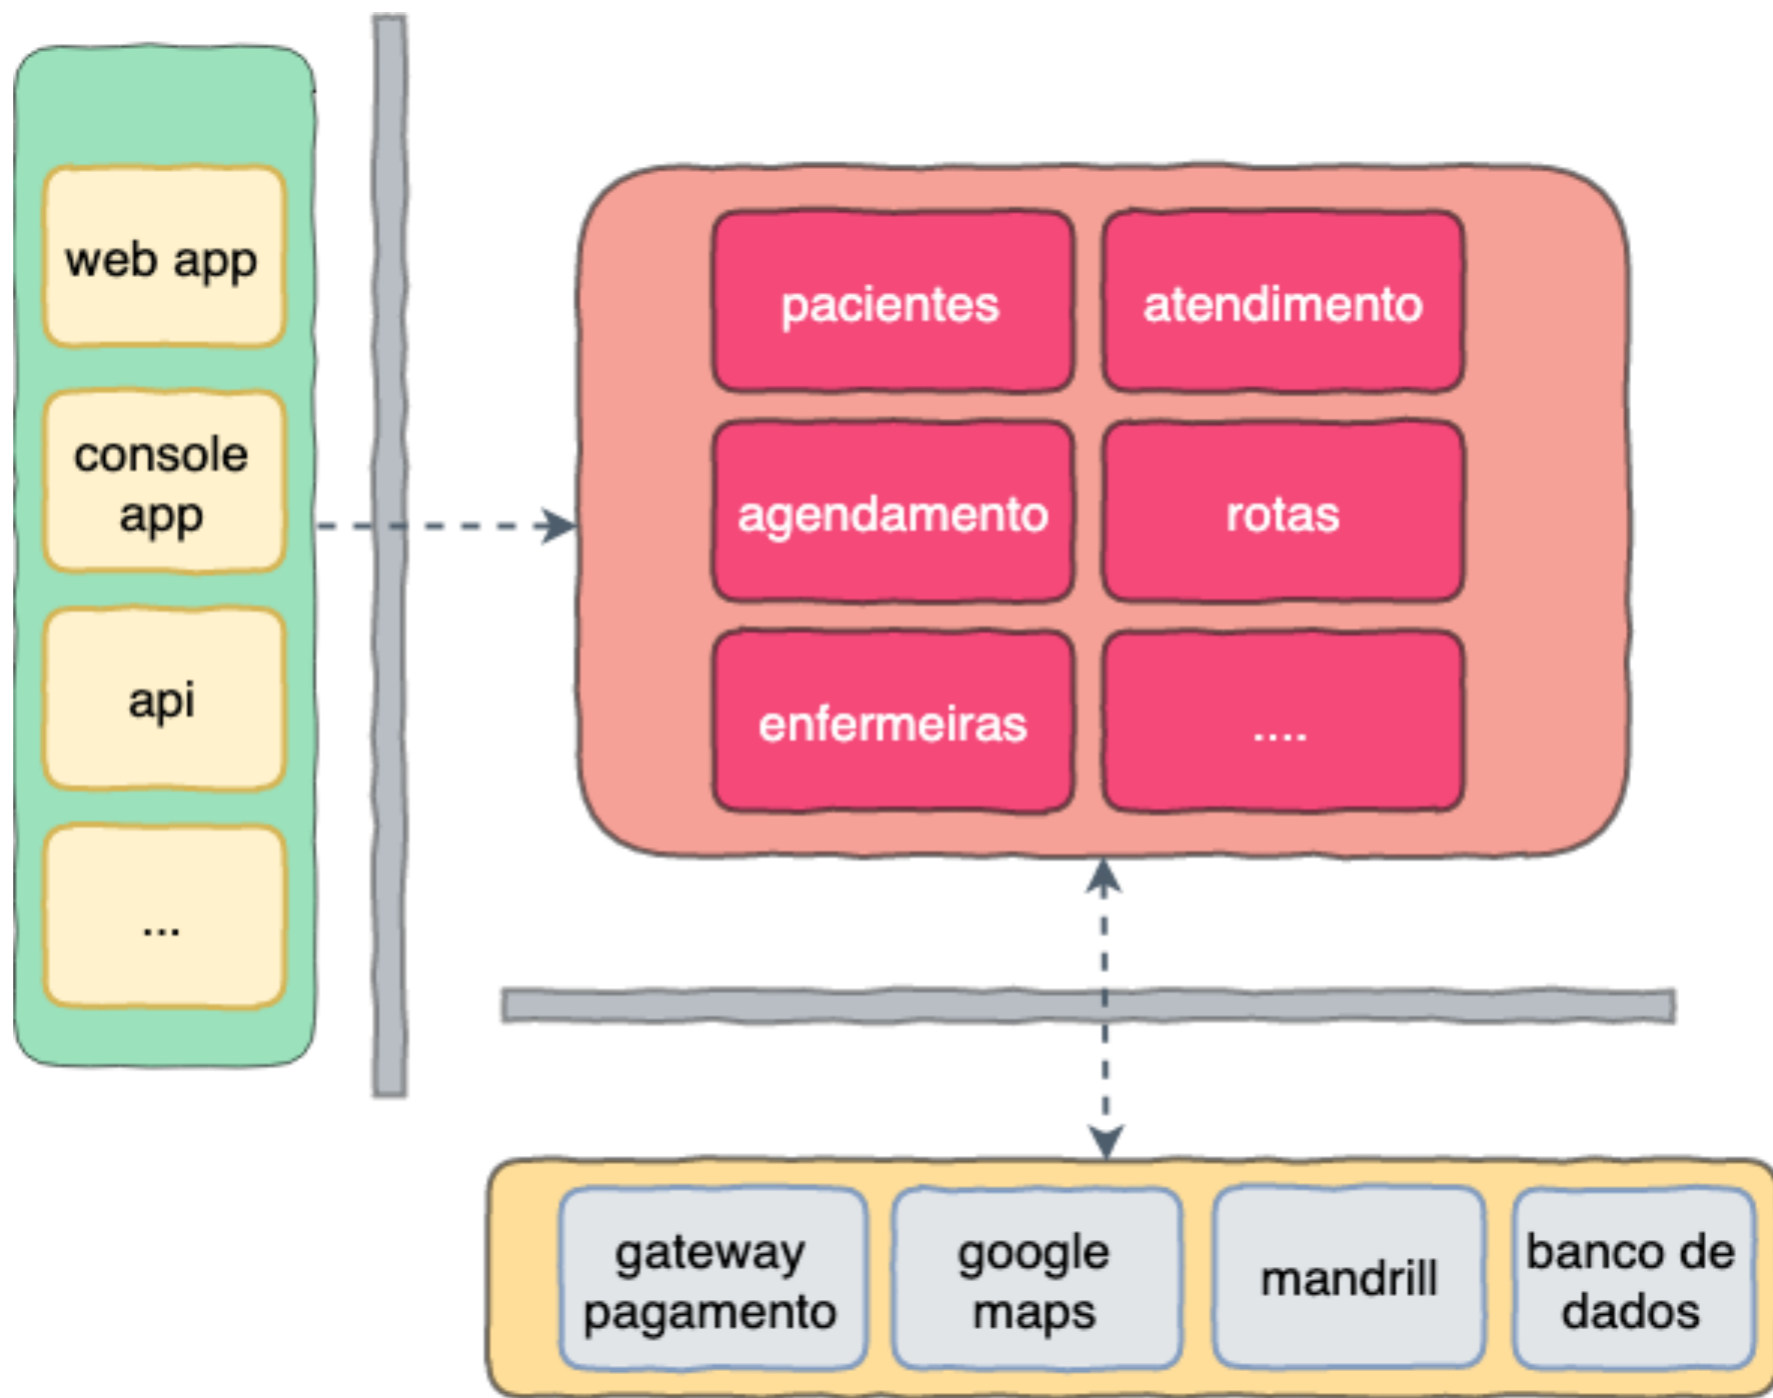 web app
console
app
api
...
pacientes
atendimento
agendamento
rotas
enfermeiras
....
gateway
pagamento
google
maps
mandrill
banco de
dados